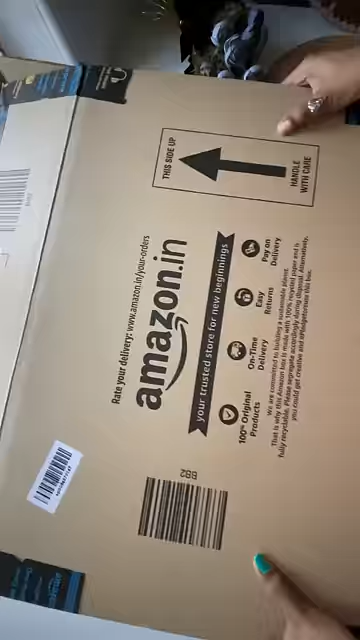 THIS SIDE UP
HANDLE
WITH CARE
Rate your delivery: www.amazon.in/your-orders
amazon.in
your trusted store for new beginnings
100% Original
Products
On-Time
Delivery
Easy
Returns
Pay on
Delivery
We are committed to building a sustainable planet.
That is why this Amazon box is made with 100% recycled paper and is
fully recyclable. Please segregate accordingly during disposal. Alternatively,
you could get creative and refridgeturnate this box.
BB2